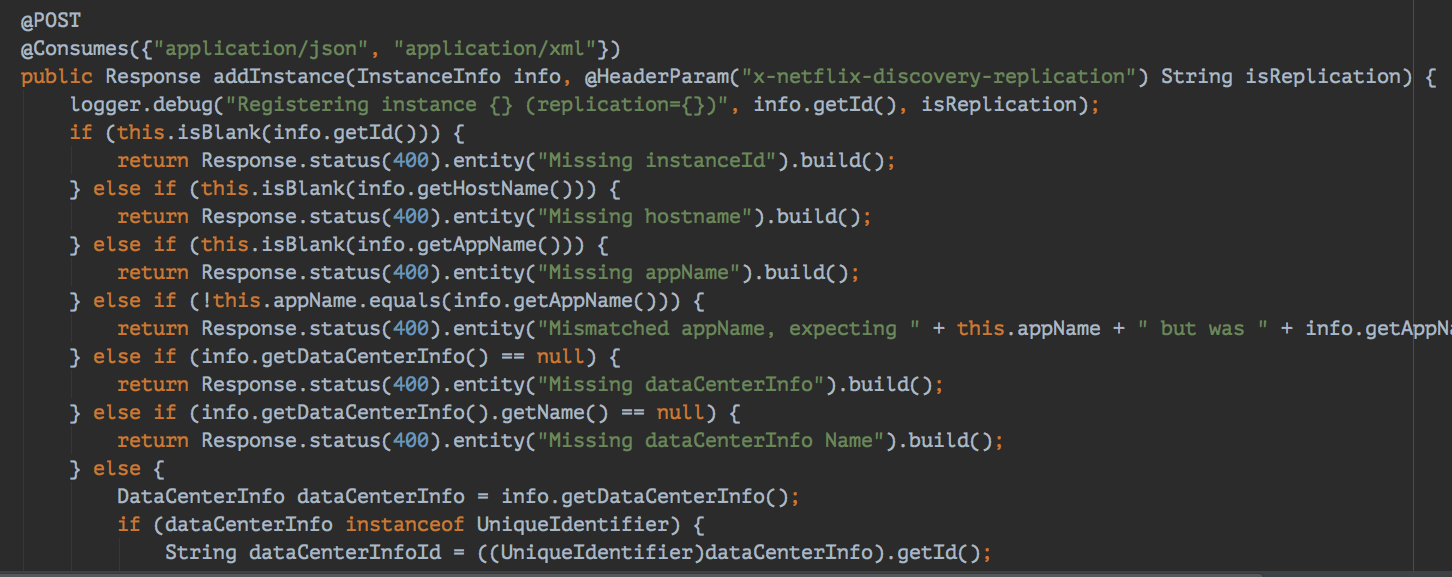 @POST
@Consumes({"application/json", "application/xml"})
public Response addInstance(InstanceInfo info, @HeaderParam("x-netflix-discovery-replication") String isReplication) {
logger.debug("Registering instance {} (replication={})", info.getId(), isReplication);
if (this.isBlank(info.getId())) {
return Response.status(400).entity("Missing instanceId").build();
} else if (this.isBlank(info.getHostName())) {
return Response.status(400).entity("Missing hostname").build();
} else if (this.isBlank(info.getAppName())) {
return Response.status(400).entity("Missing appName").build();
} else if (!this.appName.equals(info.getAppName())) {
return Response.status(400).entity("Mismatched appName, expecting " + this.appName + " but was " + info.getAppNa
} else if (info.getDataCenterInfo() == null) {
return Response.status(400).entity("Missing dataCenterInfo").build();
} else if (info.getDataCenterInfo().getName() == null) {
return Response.status(400).entity("Missing dataCenterInfo Name").build();
} else {
DataCenterInfo dataCenterInfo = info.getDataCenterInfo();
if (dataCenterInfo instanceof UniqueIdentifier) {
String dataCenterInfoId = ((UniqueIdentifier)dataCenterInfo).getId();